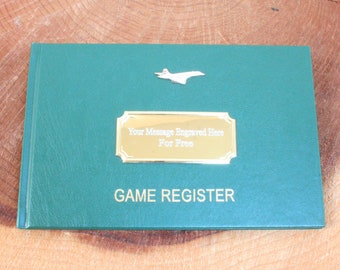 Your Message Engraved Here
For Free
GAME REGISTER